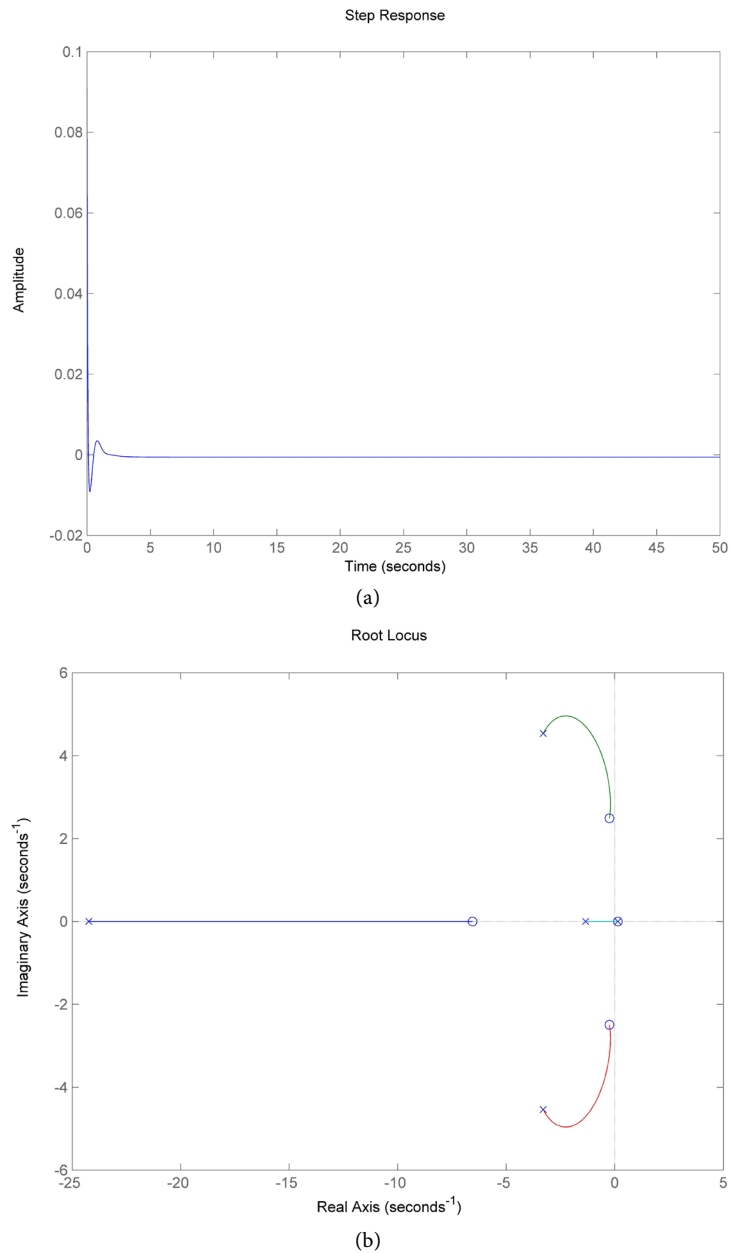 Step Response
0.1
0.08
0.06
0.04
0.02
0
-0.02
Amplitude
0 5 10 15 20 25 30 35 40 45 50
Time (seconds)
(a)
Root Locus
6
4
2
0
-2
-4
-6
Imaginary Axis (seconds⁻¹)
-25 -20 -15 -10 -5 0 5
Real Axis (seconds⁻¹)
(b)